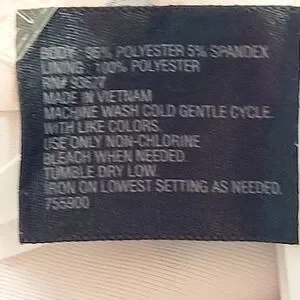 BODY: 95% POLYESTER 5% SPANDEX
LINING: 100% POLYESTER
RN# 93677
MADE IN VIETNAM
MACHINE WASH COLD GENTLE CYCLE.
WITH LIKE COLORS.
USE ONLY NON-CHLORINE
BLEACH WHEN NEEDED.
TUMBLE DRY LOW.
IRON ON LOWEST SETTING AS NEEDED.
755900